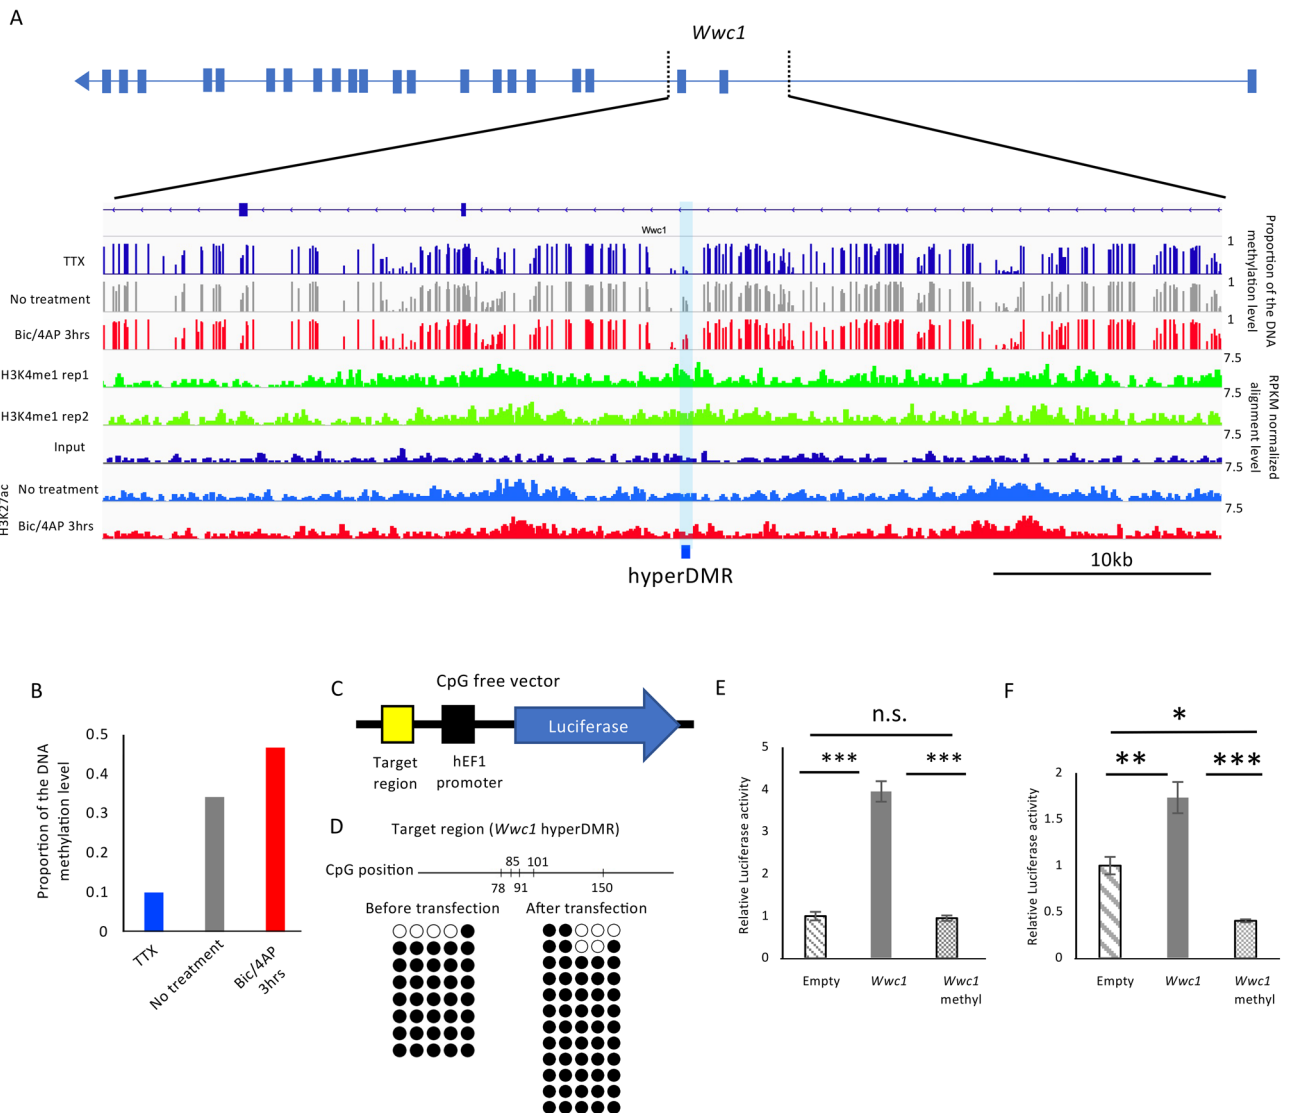 A
Wwc1
Wwc1
TTX
No treatment
Bic/4AP 3hrs
1
1
1
Proportion of the DNA
methylation level
H3K4me1 rep1
H3K4me1 rep2
Input
H3K27ac
No treatment
Bic/4AP 3hrs
7.5
7.5
7.5
7.5
7.5
RPKM normalized
alignment level
hyperDMR
10kb
B
Proportion of the DNA
methylation level
0.5
0.4
0.3
0.2
0.1
0
TTX
No treatment
Bic/4AP
3hrs
C
CpG free vector
Luciferase
Target
region
hEF1
promoter
D
Target region (Wwc1 hyperDMR)
CpG position
85 101
78 91 150
Before transfection
After transfection
E
n.s.
*** ***
Relative Luciferase activity
5
4
3
2
1
0
Empty
Wwc1
Wwc1
methyl
F
*
** ***
Relative Luciferase activity
2
1.5
1
0.5
0
Empty
Wwc1
Wwc1
methyl